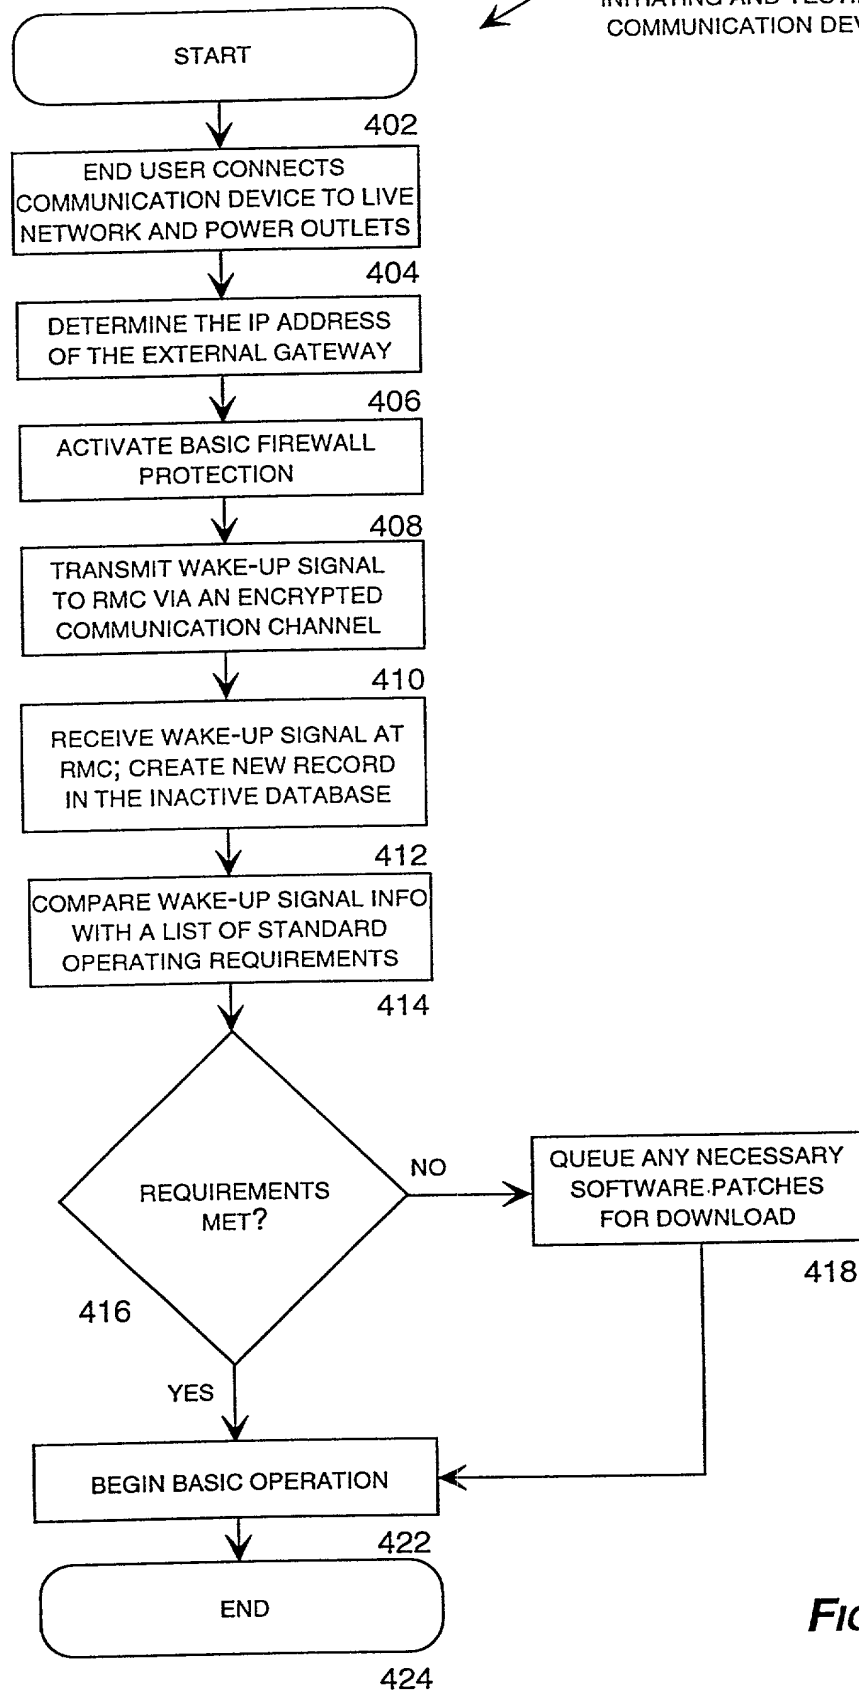 COMMUNICATION
START
402
END USER CONNECTS
COMMUNICATION DEVICE TO LIVE
NETWORK AND POWER OUTLETS
404
DETERMINE THE IP ADDRESS
OF THE EXTERNAL GATEWAY
406
ACTIVATE BASIC FIREWALL
PROTECTION
408
TRANSMIT WAKE-UP SIGNAL
TO RMC VIA AN ENCRYPTED
COMMUNICATION CHANNEL
410
RECEIVE WAKE-UP SIGNAL AT
RMC; CREATE NEW RECORD
IN THE INACTIVE DATABASE
412
COMPARE WAKE-UP SIGNAL INFO
WITH A LIST OF STANDARD
OPERATING REQUIREMENTS
414
REQUIREMENTS
MET?
416
NO
QUEUE ANY NECESSARY
SOFTWARE PATCHES
FOR DOWNLOAD
418
YES
BEGIN BASIC OPERATION
422
END
424